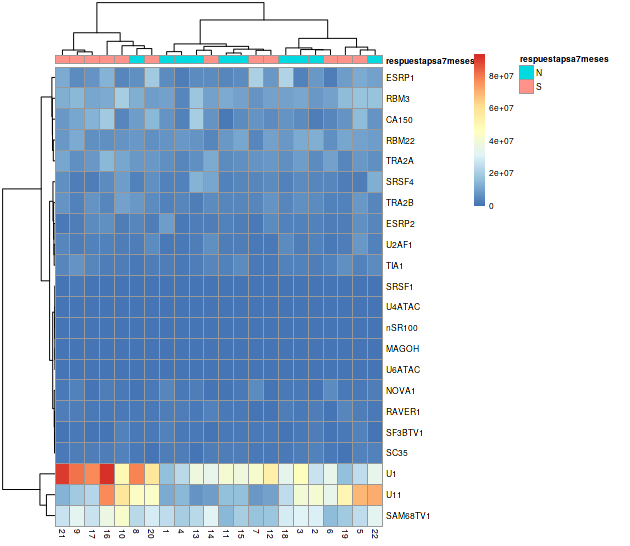 respuestapsa7meses
respuestapsa7meses
N
S
8e+07
6e+07
4e+07
2e+07
0
ESRP1
RBM3
CA150
RBM22
TRA2A
SRSF4
TRA2B
ESRP2
U2AF1
TIA1
SRSF1
U4ATAC
nSR100
MAGOH
U6ATAC
NOVA1
RAVER1
SF3BTV1
SC35
U1
U11
SAM68TV1
21 9 17 16 10 8 20 1 4 13 14 11 15 7 12 18 3 2 6 19 5 22